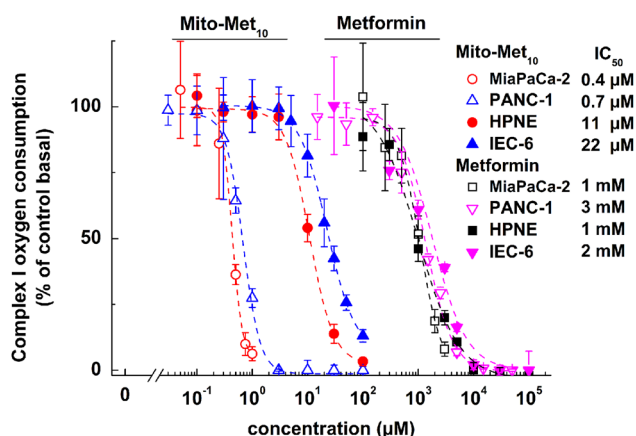 Mito-Met10 Metformin
Mito-Met10 IC50
MiaPaCa-2 0.4 µM
PANC-1 0.7 µM
HPNE 11 µM
IEC-6 22 µM
Metformin
MiaPaCa-2 1 mM
PANC-1 3 mM
HPNE 1 mM
IEC-6 2 mM
Complex I oxygen consumption
(% of control basal)
100
50
0
0 10-1 100 101 102 103 104 105
concentration (µM)